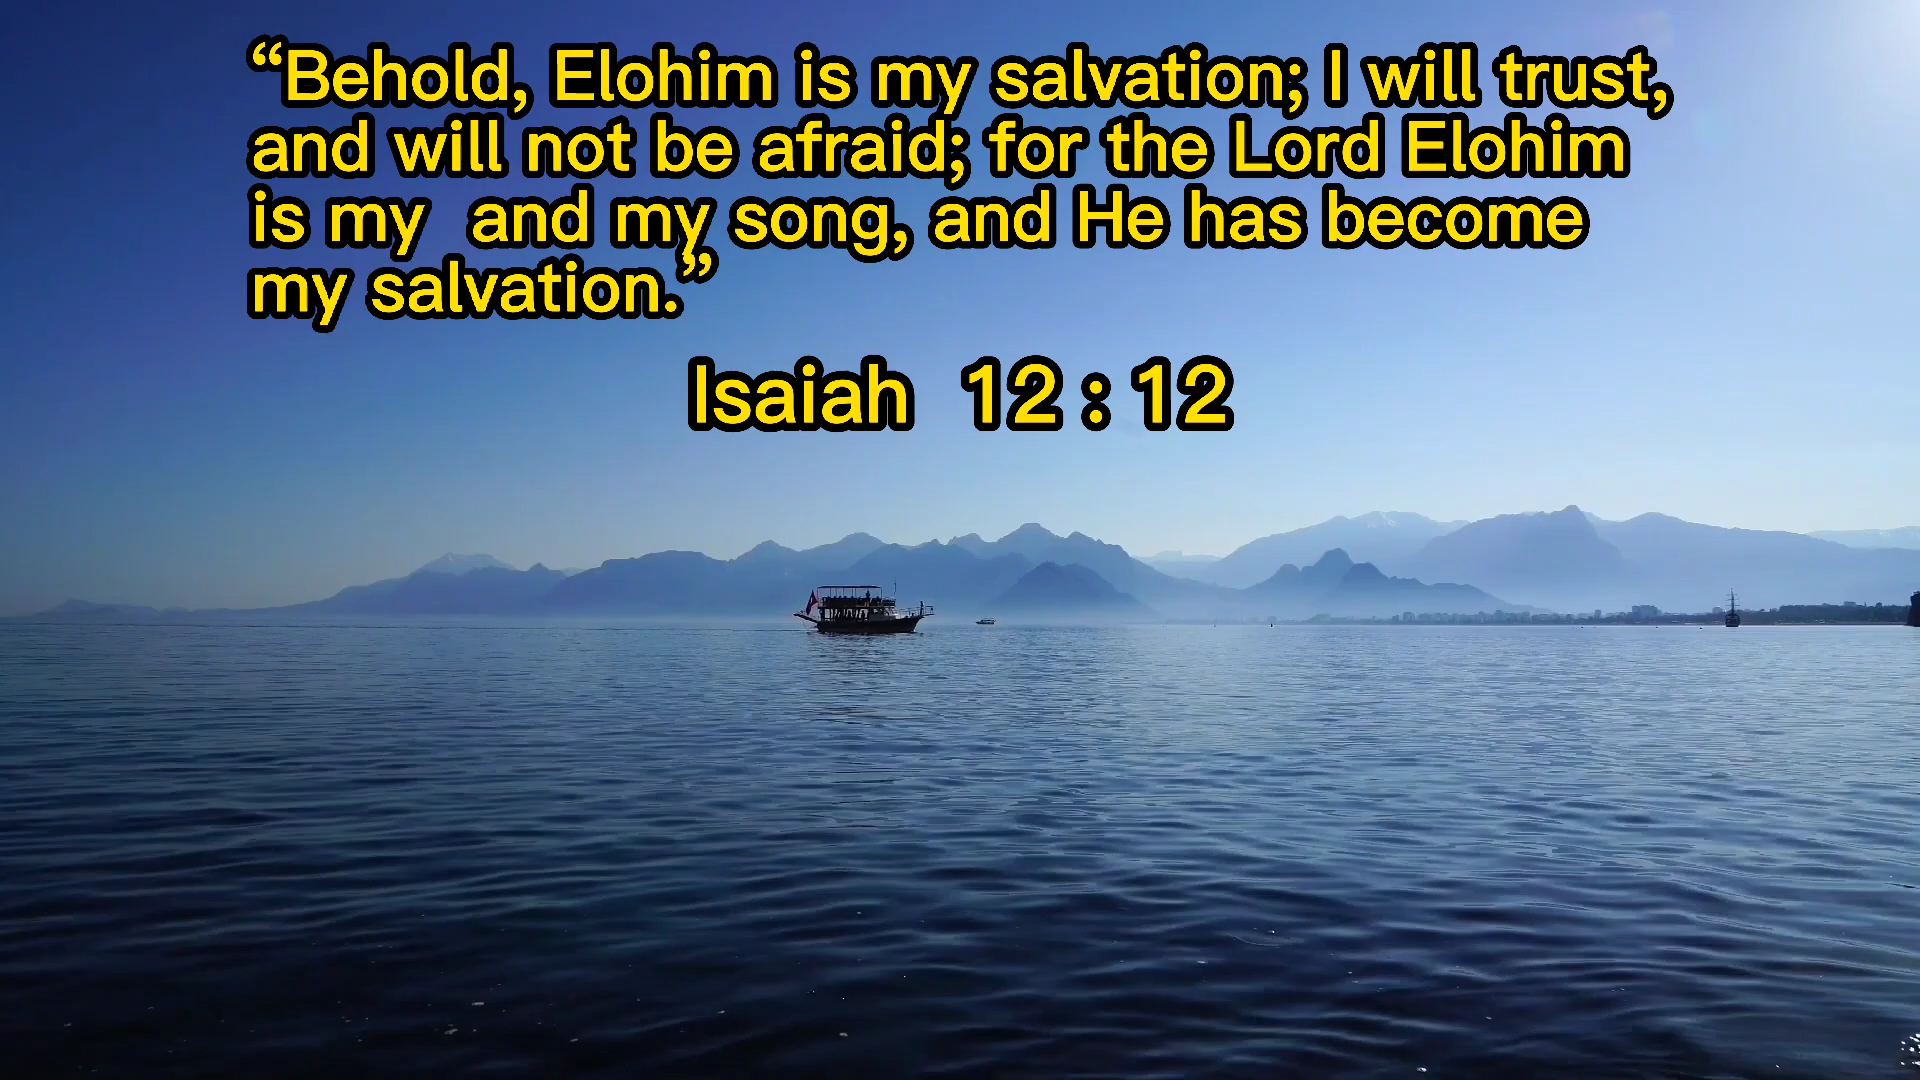 “Behold, Elohim is my salvation; I will trust,
and will not be afraid; for the Lord Elohim
is my  and my song, and He has become
my salvation.”
Isaiah  12 : 12